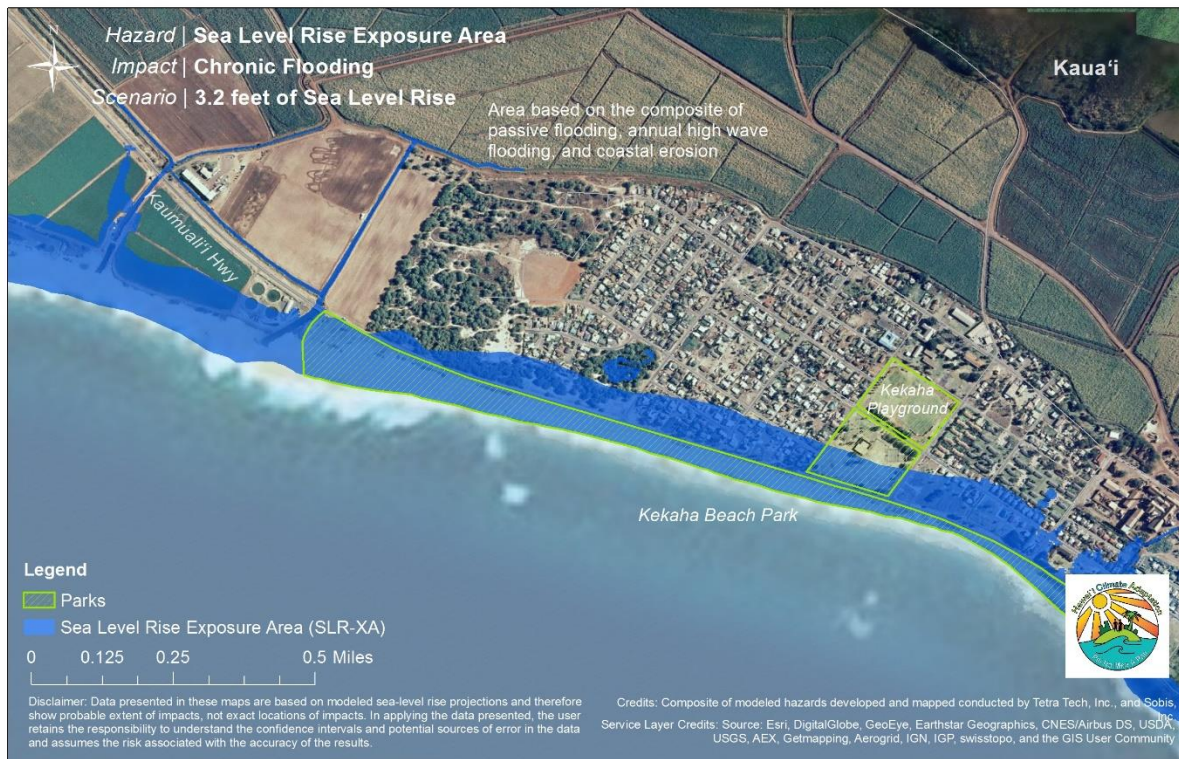 Hazard | Sea Level Rise Exposure Area
Impact | Chronic Flooding
Scenario | 3.2 feet of Sea Level Rise
N
Kauaʻi
Area based on the composite of
passive flooding, annual high wave
flooding, and coastal erosion
Kaumualiʻi Hwy
Kekaha
Playground
Kekaha Beach Park
Legend
Parks
Sea Level Rise Exposure Area (SLR-XA)
0 0.125 0.25 0.5 Miles
Hawaiʻi Climate Adaptation
Disclaimer: Data presented in these maps are based on modeled sea-level rise projections and therefore
show probable extent of impacts, not exact locations of impacts. In applying the data presented, the user
retains the responsibility to understand the confidence intervals and potential sources of error in the data
and assumes the risk associated with the accuracy of the results.
Credits: Composite of modeled hazards developed and mapped conducted by Tetra Tech, Inc., and Sobis,
Inc.
Service Layer Credits: Source: Esri, DigitalGlobe, GeoEye, Earthstar Geographics, CNES/Airbus DS, USDA,
USGS, AEX, Getmapping, Aerogrid, IGN, IGP, swisstopo, and the GIS User Community